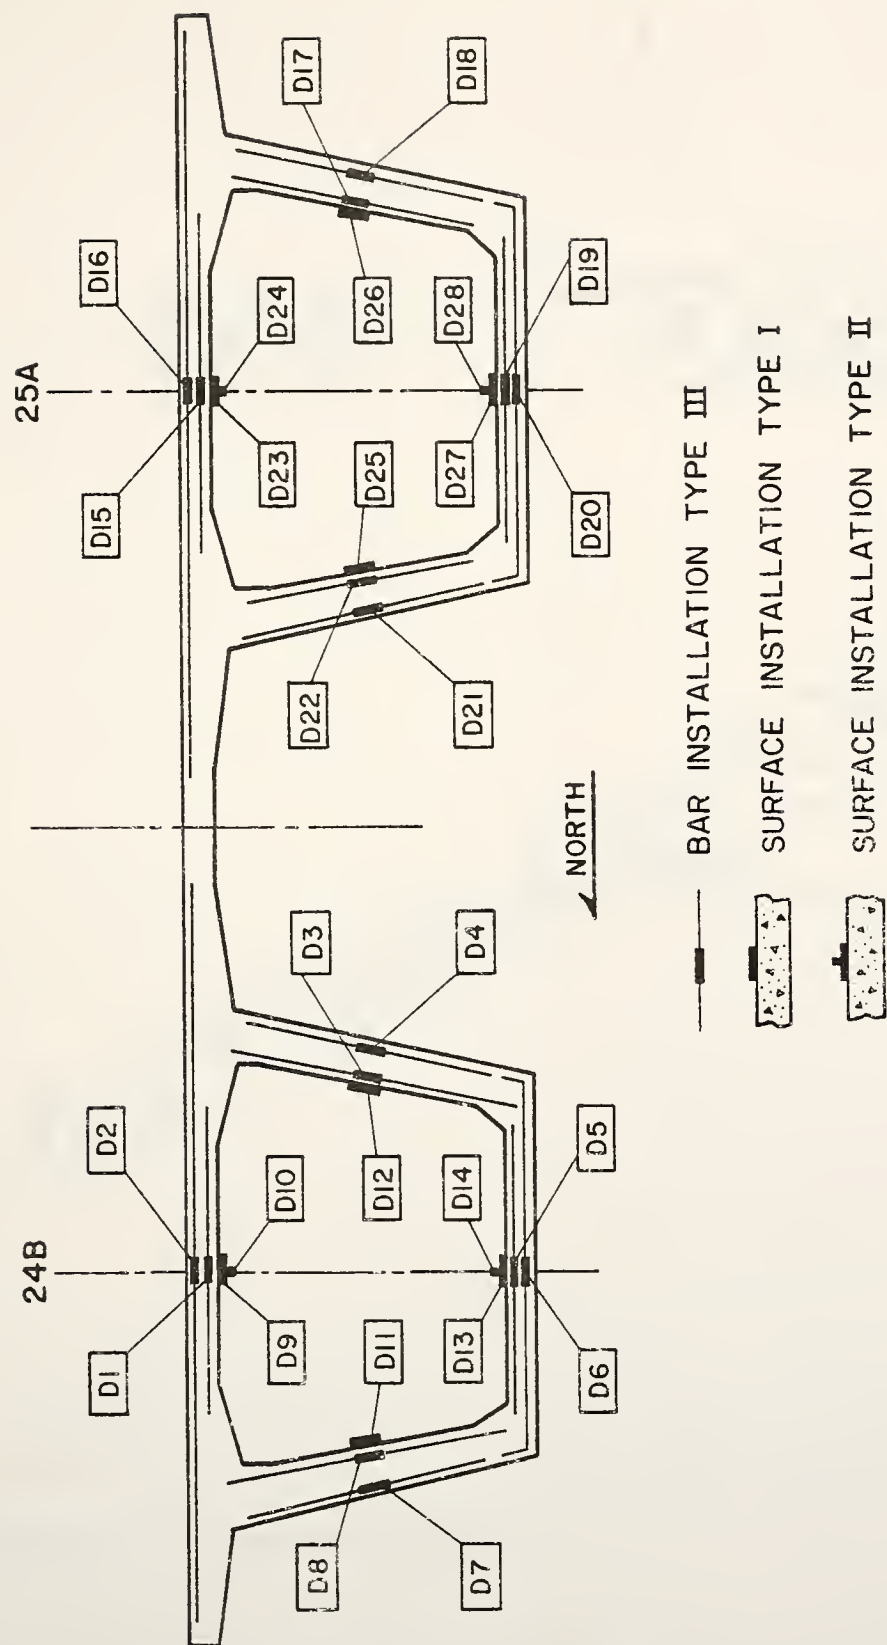 24B
25A
D1
D2
D15
D16
D9
D10
D23
D24
D8
D3
D22
D17
D11
D12
D25
D26
D7
D4
D21
D18
D13
D14
D27
D28
D6
D5
D20
D19
NORTH
BAR INSTALLATION TYPE III
SURFACE INSTALLATION TYPE I
SURFACE INSTALLATION TYPE II